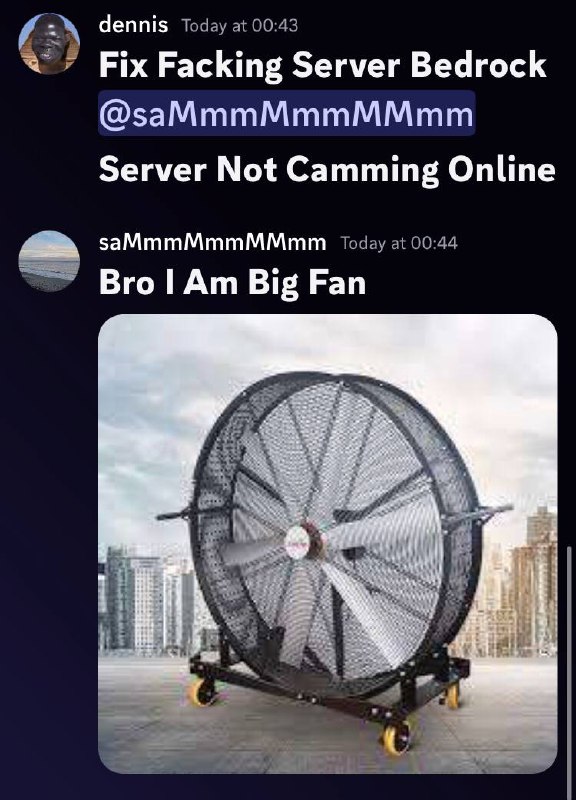 dennis Today at 00:43
Fix Facking Server Bedrock
@saMmmMmmMMmm
Server Not Camming Online
saMmmMmmMMmm Today at 00:44
Bro I Am Big Fan